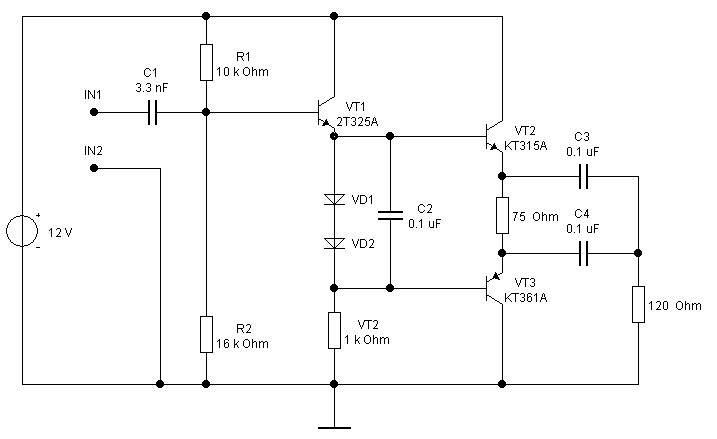 R1
10 k Ohm
C1
3.3 nF
IN1
IN2
VT1
2T325A
VT2
KT315A
C3
0.1 uF
+
12 V
-
VD1
VD2
C2
0.1 uF
75 Ohm
C4
0.1 uF
VT3
KT361A
120 Ohm
R2
16 k Ohm
VT2
1 k Ohm